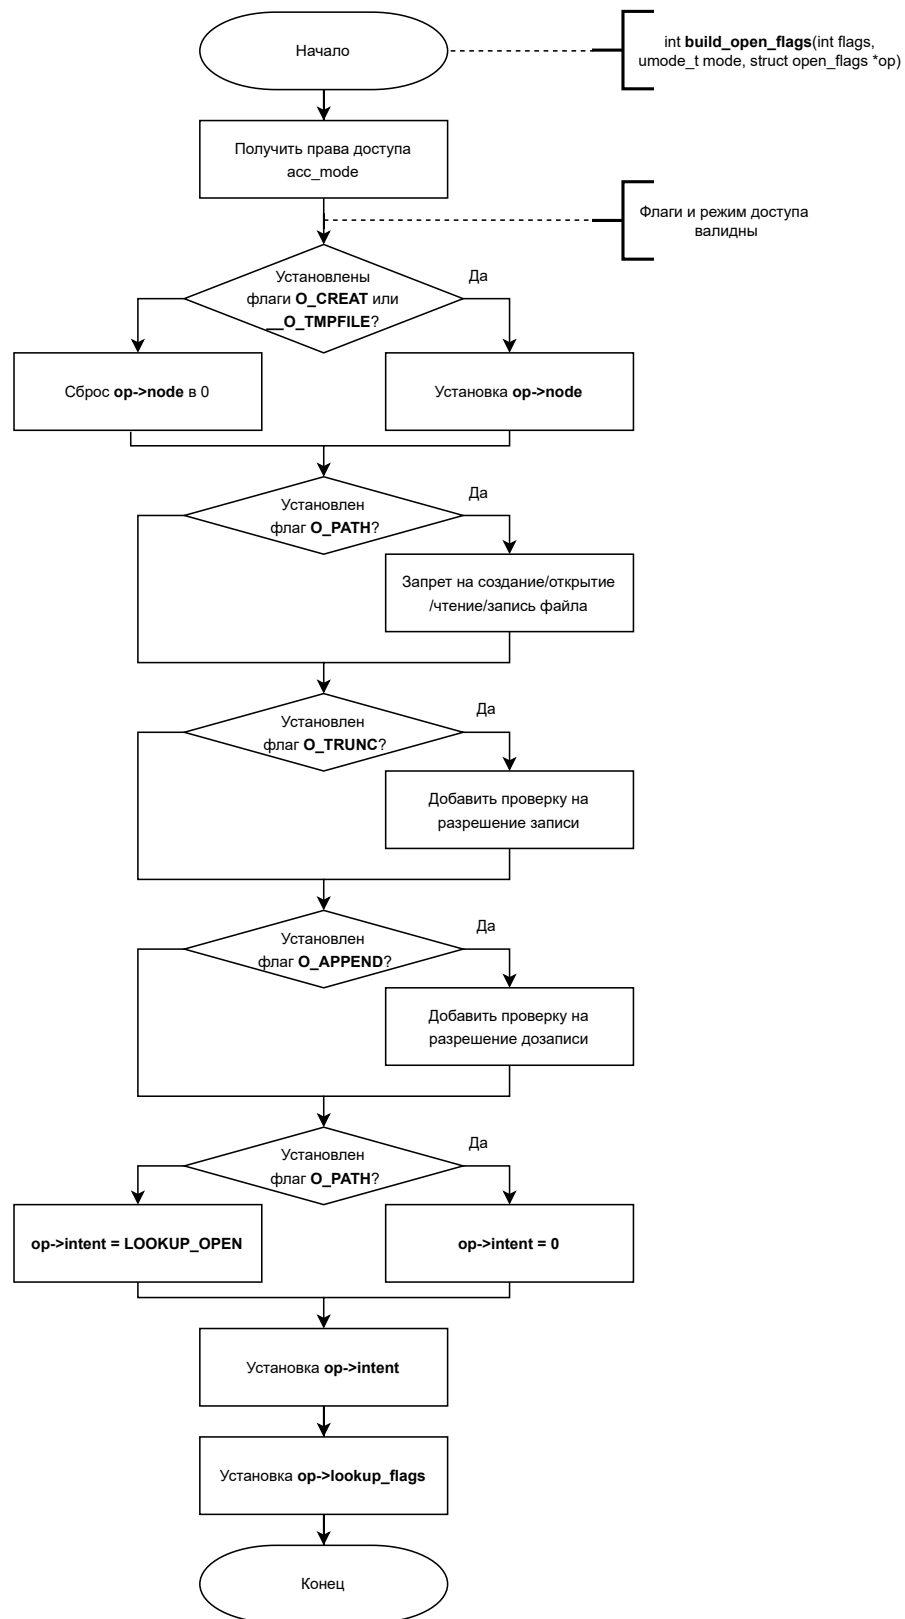 Начало
int build_open_flags(int flags,
umode_t mode, struct open_flags *op)
Получить права доступа
acc_mode
Флаги и режим доступа
валидны
Установлены
флаги O_CREAT или
__O_TMPFILE?
Да
Сброс op->node в 0
Установка op->node
Установлен
флаг O_PATH?
Да
Запрет на создание/открытие
/чтение/запись файла
Установлен
флаг O_TRUNC?
Да
Добавить проверку на
разрешение записи
Установлен
флаг O_APPEND?
Да
Добавить проверку на
разрешение дозаписи
Установлен
флаг O_PATH?
Да
op->intent = LOOKUP_OPEN
op->intent = 0
Установка op->intent
Установка op->lookup_flags
Конец